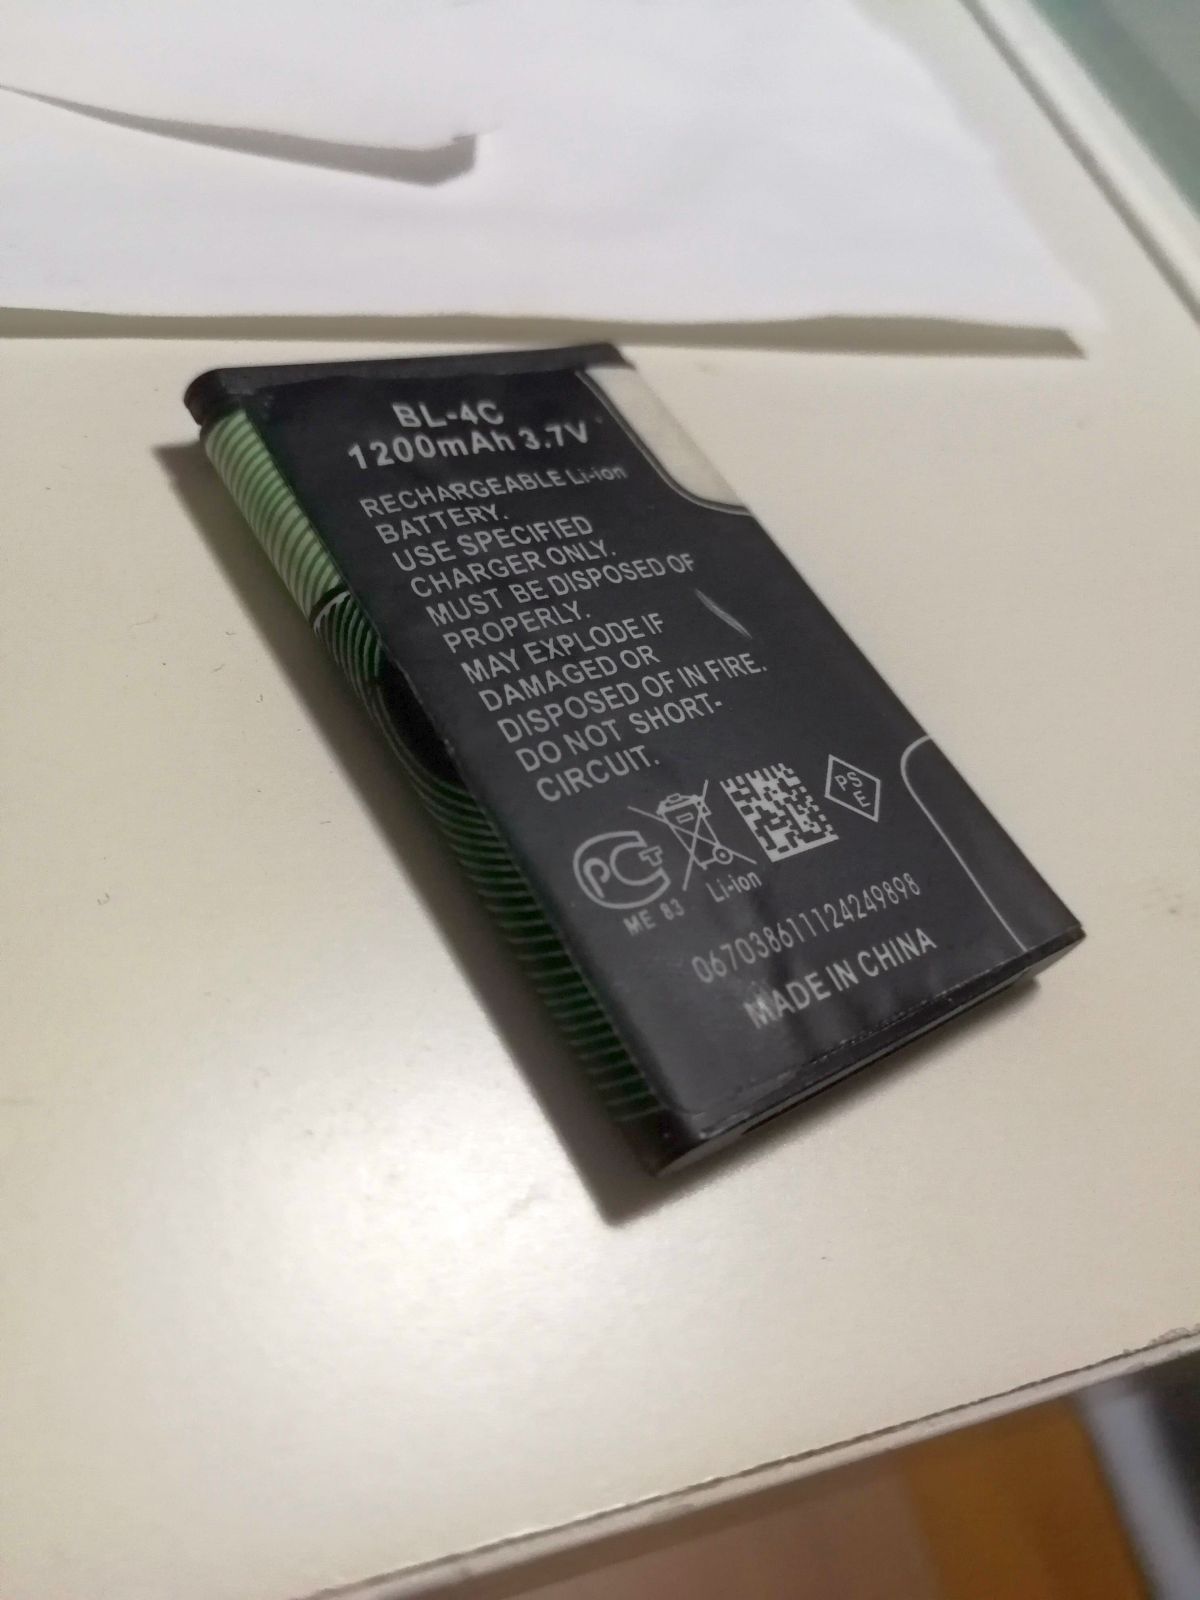 BL-4C
1200mAh 3.7V
RECHARGEABLE Li-ion
BATTERY.
USE SPECIFIED
CHARGER ONLY.
MUST BE DISPOSED OF
PROPERLY.
MAY EXPLODE IF
DAMAGED OR
DISPOSED OF IN FIRE.
DO NOT SHORT-
CIRCUIT.
PCT
PSE
ME 83
Li-ion
0670386111124249898
MADE IN CHINA